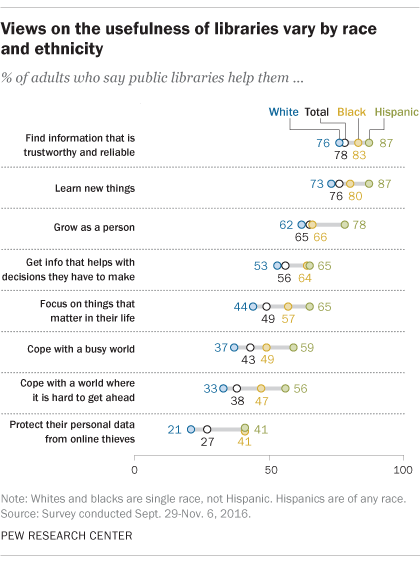 Views on the usefulness of libraries vary by race
and ethnicity
% of adults who say public libraries help them ...
White Total Black Hispanic
Find information that is
trustworthy and reliable
76 87
78 83
Learn new things
73 87
76 80
Grow as a person
62 78
65 66
Get info that helps with
decisions they have to make
53 65
56 64
Focus on things that
matter in their life
44 65
49 57
Cope with a busy world
37 59
43 49
Cope with a world where
it is hard to get ahead
33 56
38 47
Protect their personal data
from online thieves
21 41
27 41
0 50 100
Note: Whites and blacks are single race, not Hispanic. Hispanics are of any race.
Source: Survey conducted Sept. 29-Nov. 6, 2016.
PEW RESEARCH CENTER